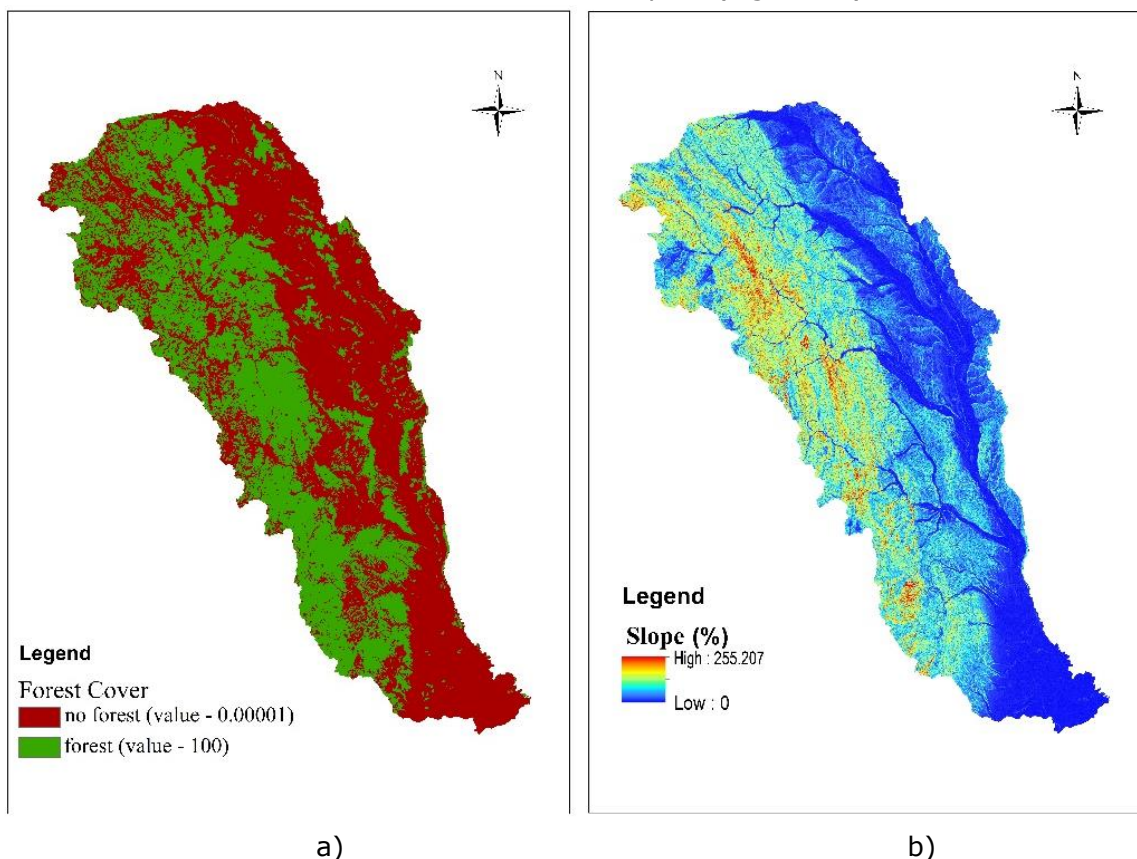 N
Legend
Forest Cover
no forest (value - 0.00001)
forest (value - 100)
a)
N
Legend
Slope (%)
High : 255.207
Low : 0
b)